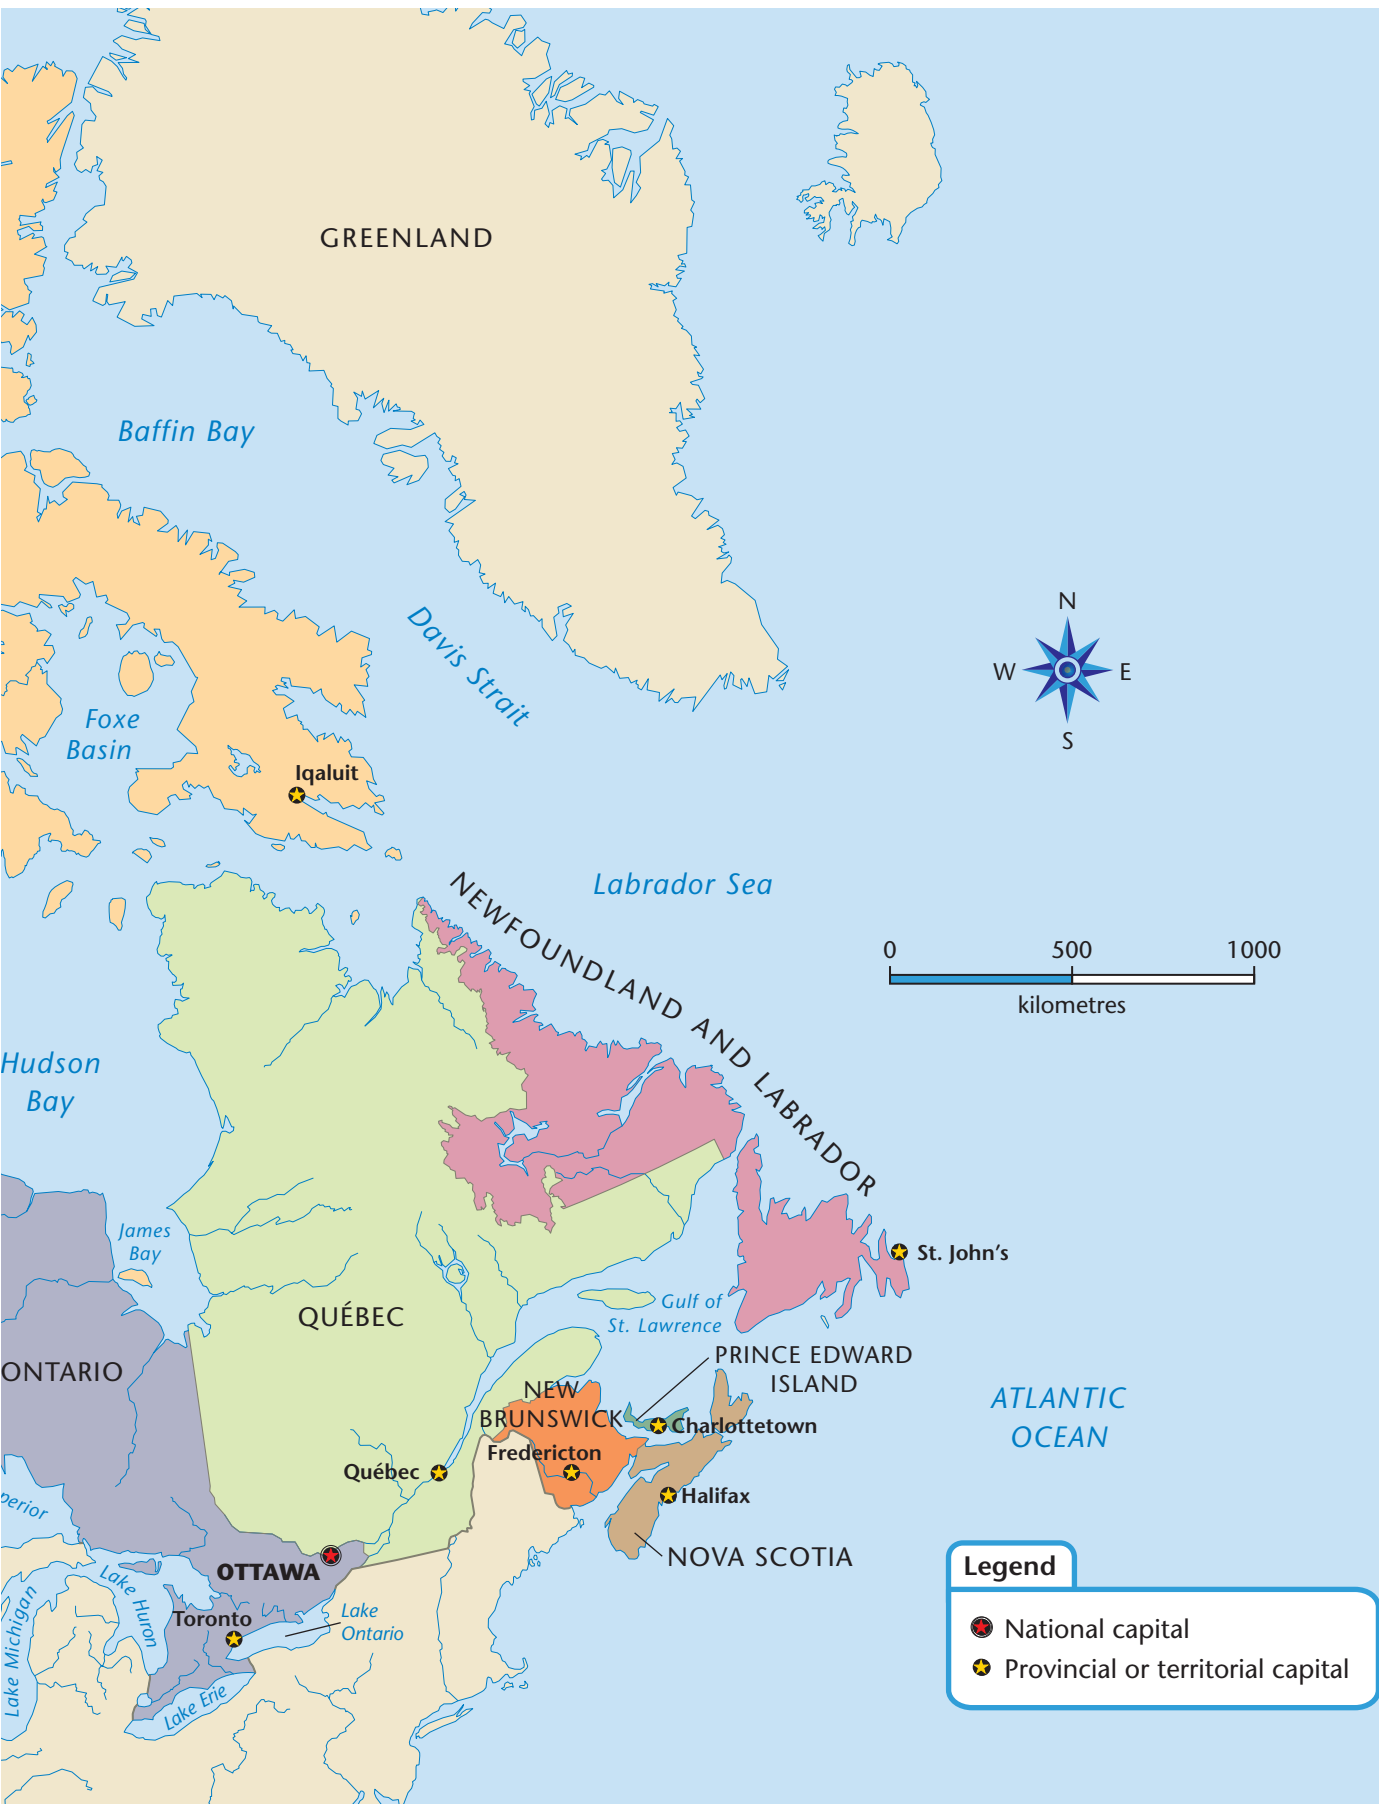 GREENLAND
Baffin Bay
Davis Strait
Foxe
Basin
Iqaluit
N
W
E
S
Labrador Sea
NEWFOUNDLAND AND LABRADOR
0 500 1000
kilometres
Hudson
Bay
James
Bay
St. John's
QUÉBEC
Gulf of
St. Lawrence
PRINCE EDWARD
ISLAND
ONTARIO
NEW
BRUNSWICK
Charlottetown
ATLANTIC
OCEAN
Fredericton
Québec
Halifax
perior
NOVA SCOTIA
OTTAWA
Lake Huron
Lake Michigan
Toronto
Lake
Ontario
Lake Erie
Legend
National capital
Provincial or territorial capital